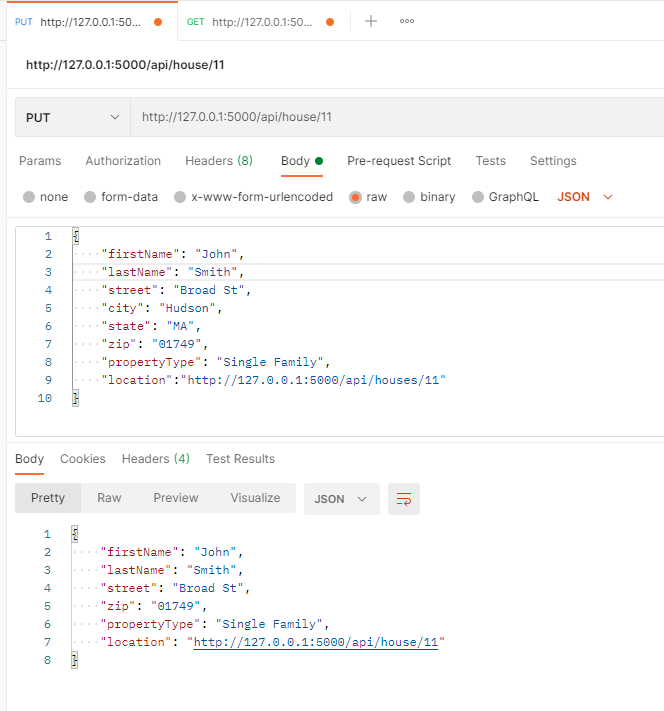 PUT http://127.0.0.1:50... GET http://127.0.0.1:50...
http://127.0.0.1:5000/api/house/11
PUT http://127.0.0.1:5000/api/house/11
Params Authorization Headers (8) Body Pre-request Script Tests Settings
none form-data x-www-form-urlencoded raw binary GraphQL JSON
1 {
2 "firstName": "John",
3 "lastName": "Smith",
4 "street": "Broad St",
5 "city": "Hudson",
6 "state": "MA",
7 "zip": "01749",
8 "propertyType": "Single Family",
9 "location":"http://127.0.0.1:5000/api/houses/11"
10 }
Body Cookies Headers (4) Test Results
Pretty Raw Preview Visualize JSON
1 {
2 "firstName": "John",
3 "lastName": "Smith",
4 "street": "Broad St",
5 "zip": "01749",
6 "propertyType": "Single Family",
7 "location": "http://127.0.0.1:5000/api/house/11"
8 }